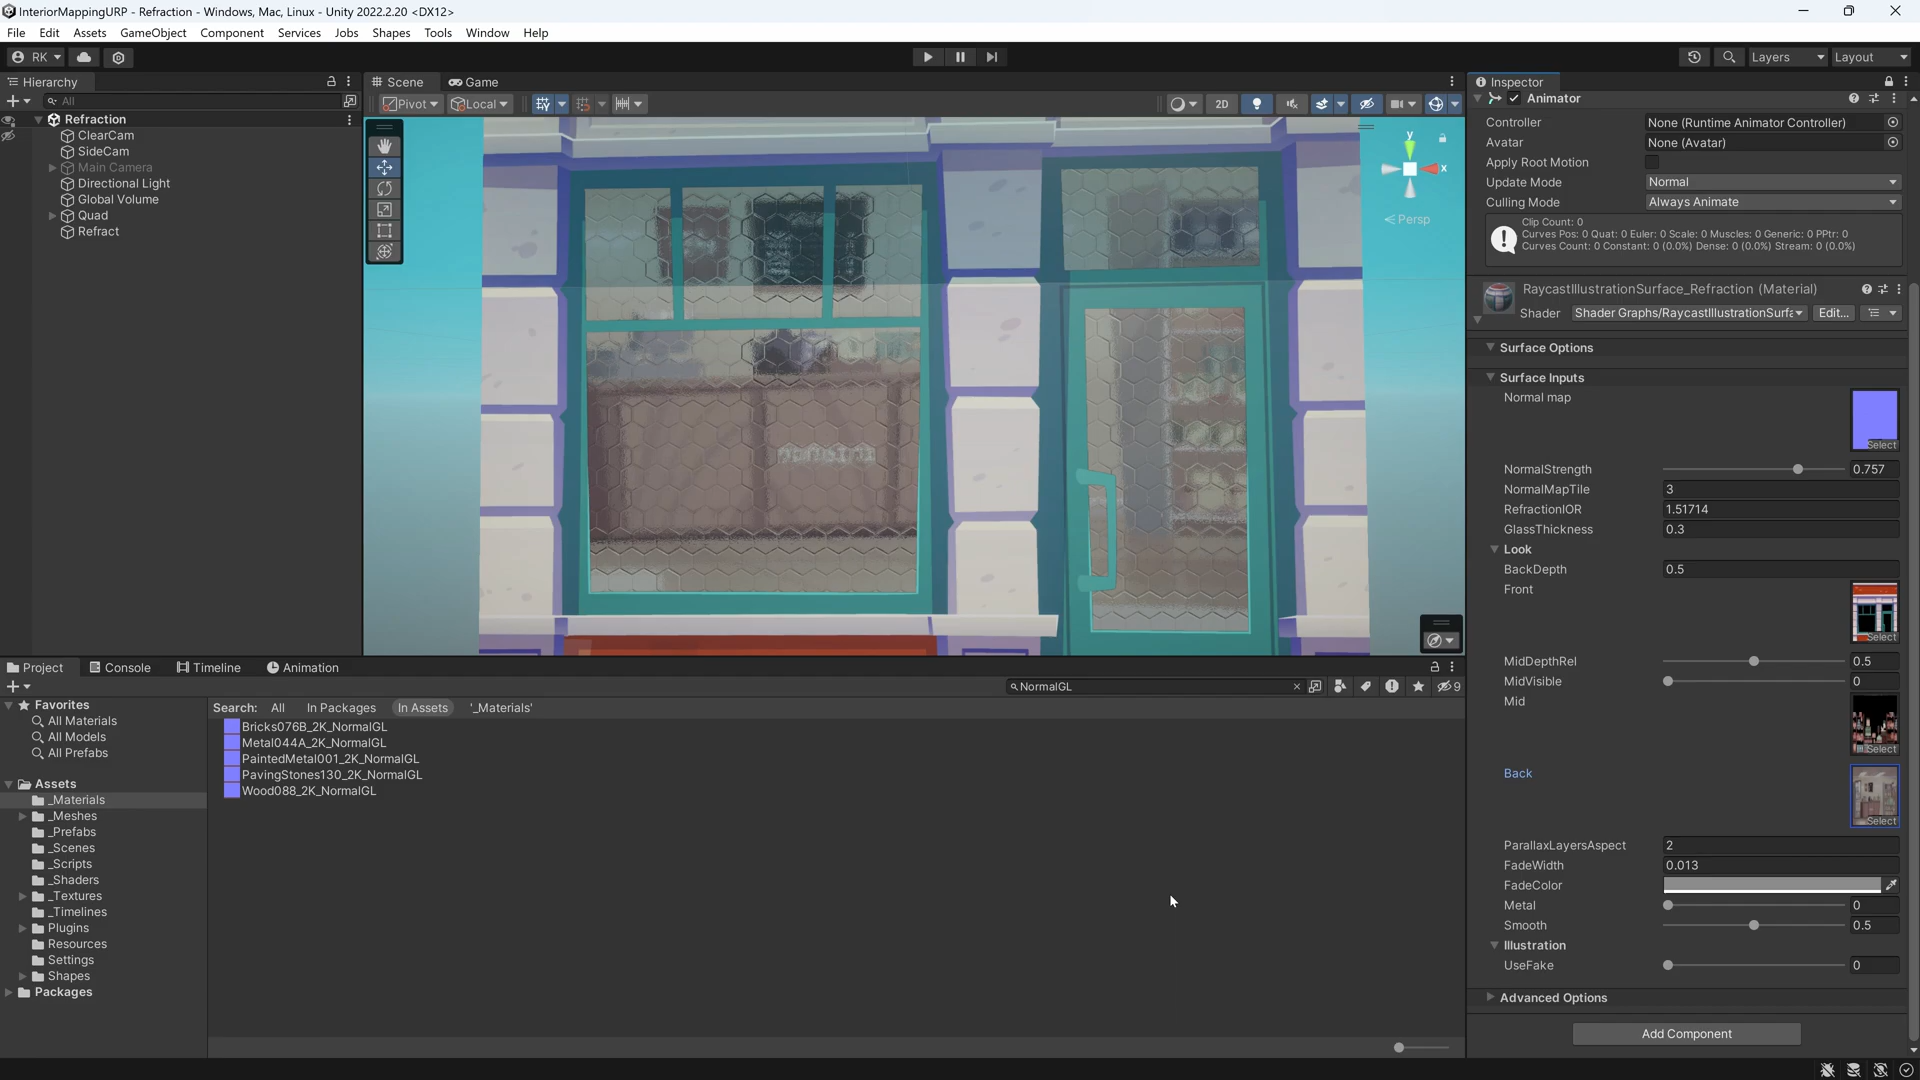 InteriorMappingURP - Refraction - Windows, Mac, Linux - Unity 2022.2.20 <DX12>
File Edit Assets GameObject Component Services Jobs Shapes Tools Window Help
RK
Layers Layout
Hierarchy
All
Refraction
ClearCam
SideCam
Main Camera
Directional Light
Global Volume
Quad
Refract
Scene Game
Pivot Local
2D
y
x
Persp
Inspector
Animator
Controller None (Runtime Animator Controller)
Avatar None (Avatar)
Apply Root Motion
Update Mode Normal
Culling Mode Always Animate
Clip Count: 0
Curves Pos: 0 Quat: 0 Euler: 0 Scale: 0 Muscles: 0 Generic: 0 PPtr: 0
Curves Count: 0 Constant: 0 (0.0%) Dense: 0 (0.0%) Stream: 0 (0.0%)
RaycastIllustrationSurface_Refraction (Material)
Shader Shader Graphs/RaycastIllustrationSurfa Edit...
Surface Options
Surface Inputs
Normal map
Select
NormalStrength 0.757
NormalMapTile 3
RefractionIOR 1.51714
GlassThickness 0.3
Look
BackDepth 0.5
Front
Select
MidDepthRel 0.5
MidVisible 0
Mid
Select
Back
Select
ParallaxLayersAspect 2
FadeWidth 0.013
FadeColor
Metal 0
Smooth 0.5
Illustration
UseFake 0
Advanced Options
Add Component
Project Console Timeline Animation
NormalGL
9
Favorites
All Materials
All Models
All Prefabs
Assets
_Materials
_Meshes
_Prefabs
_Scenes
_Scripts
_Shaders
_Textures
_Timelines
Plugins
Resources
Settings
Shapes
Packages
Search: All In Packages In Assets '_Materials'
Bricks076B_2K_NormalGL
Metal044A_2K_NormalGL
PaintedMetal001_2K_NormalGL
PavingStones130_2K_NormalGL
Wood088_2K_NormalGL